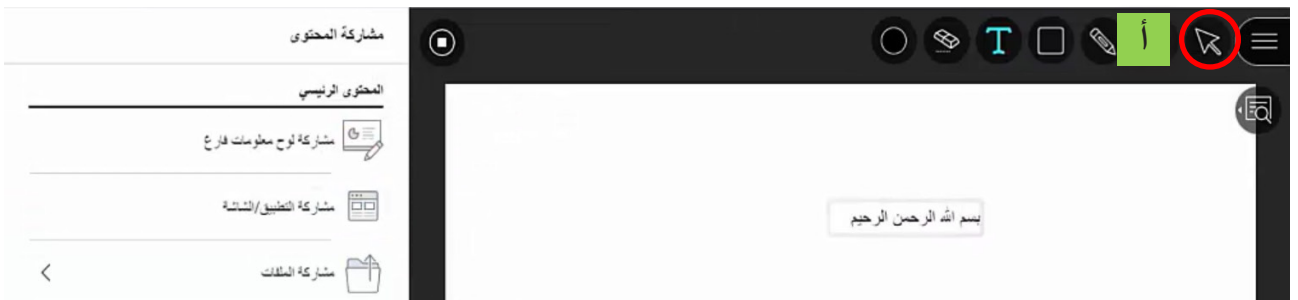 مشاركة المحتوى
المحتوى الرئيسي
مشاركة لوح معلومات فارغ
مشاركة التطبيق/الشاشة
مشاركة الملفات
T
أ
بسم الله الرحمن الرحيم